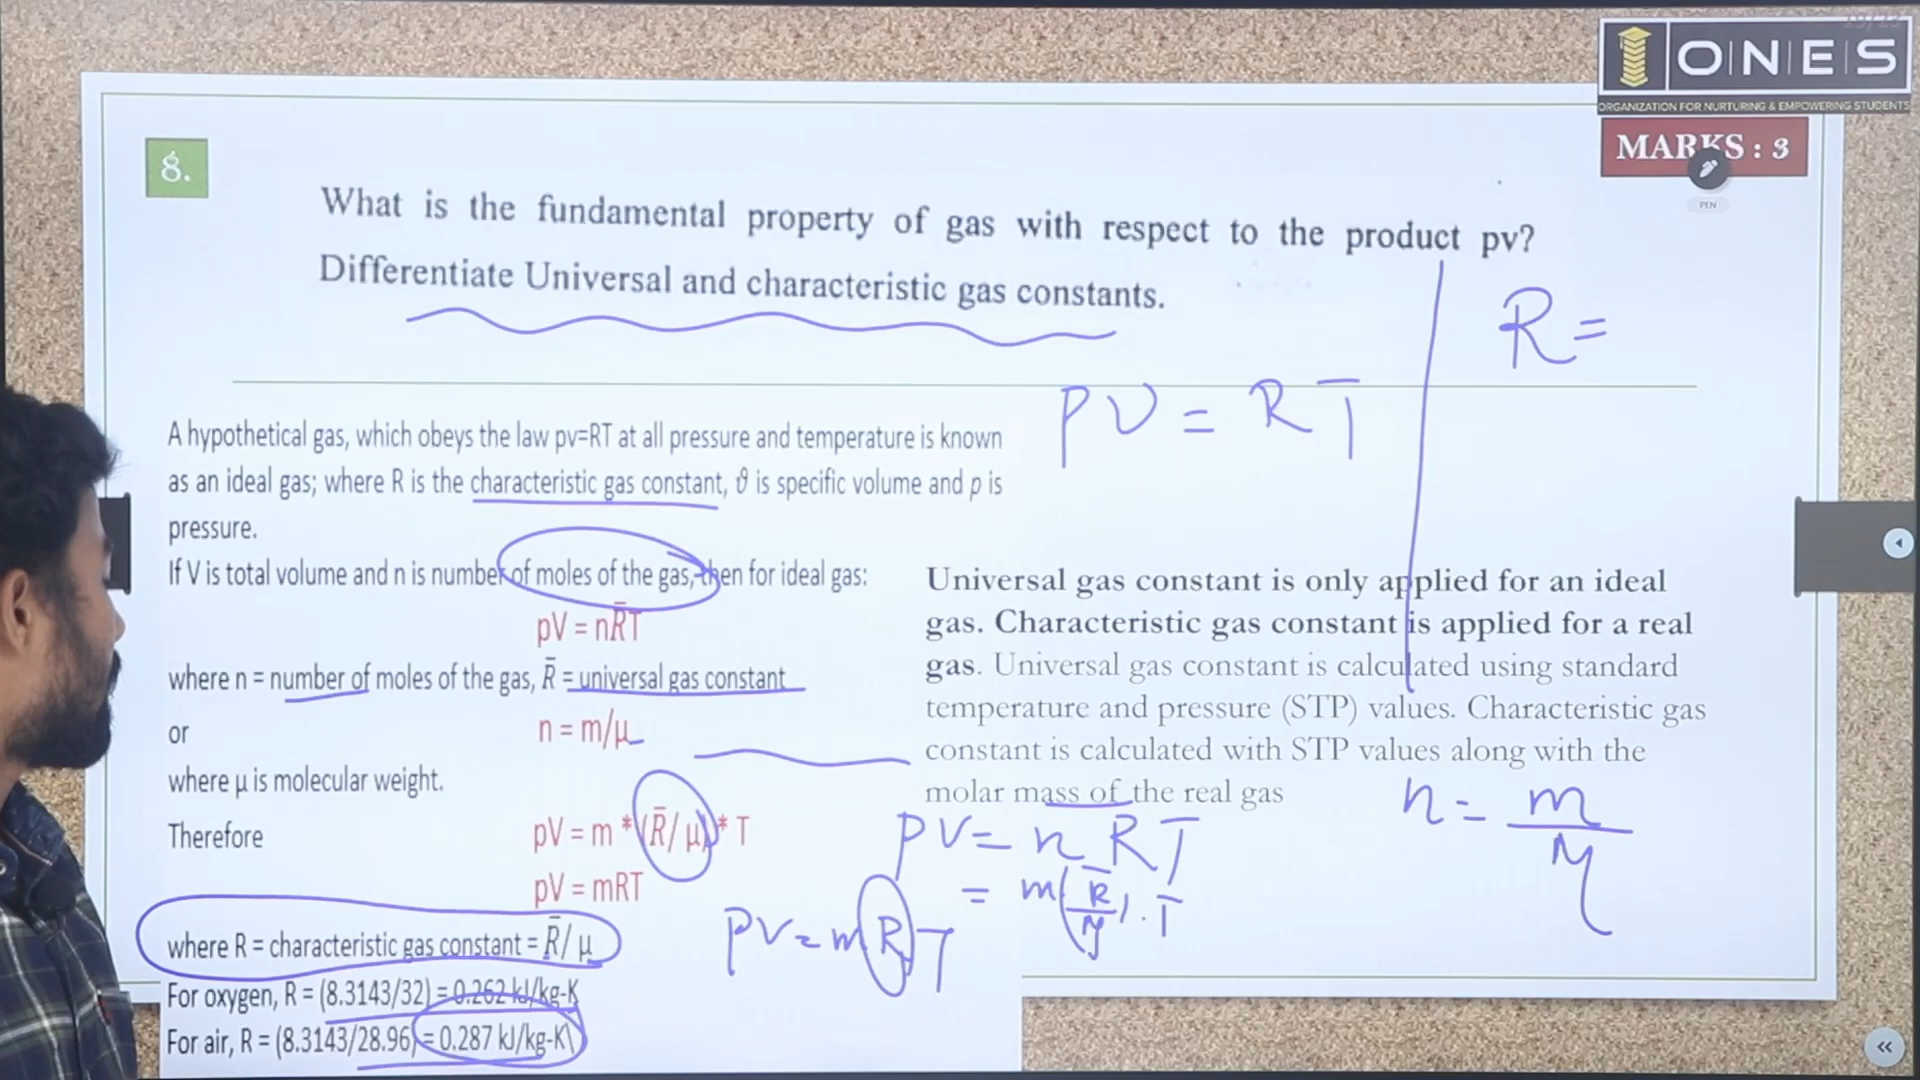 ONES
ORGANIZATION FOR NURTURING & EMPOWERING STUDENTS
MARKS : 3
PEN
8.
What is the fundamental property of gas with respect to the product pv?
Differentiate Universal and characteristic gas constants.
R =
PV = RT
A hypothetical gas, which obeys the law pv=RT at all pressure and temperature is known
as an ideal gas; where R is the characteristic gas constant, ϑ is specific volume and p is
pressure.
If V is total volume and n is number of moles of the gas, then for ideal gas:
pV = nR̄T
where n = number of moles of the gas, R̄ = universal gas constant
or
n = m/μ
where μ is molecular weight.
Therefore
pV = m * (R̄/ μ) * T
pV = mRT
where R = characteristic gas constant = R̄/ μ
For oxygen, R = (8.3143/32) = 0.262 kJ/kg-K
For air, R = (8.3143/28.96) = 0.287 kJ/kg-K\
Universal gas constant is only applied for an ideal
gas. Characteristic gas constant is applied for a real
gas. Universal gas constant is calculated using standard
temperature and pressure (STP) values. Characteristic gas
constant is calculated with STP values along with the
molar mass of the real gas
n = m/M
PV = nRT
= m(R̄/M).T
PV = mRT